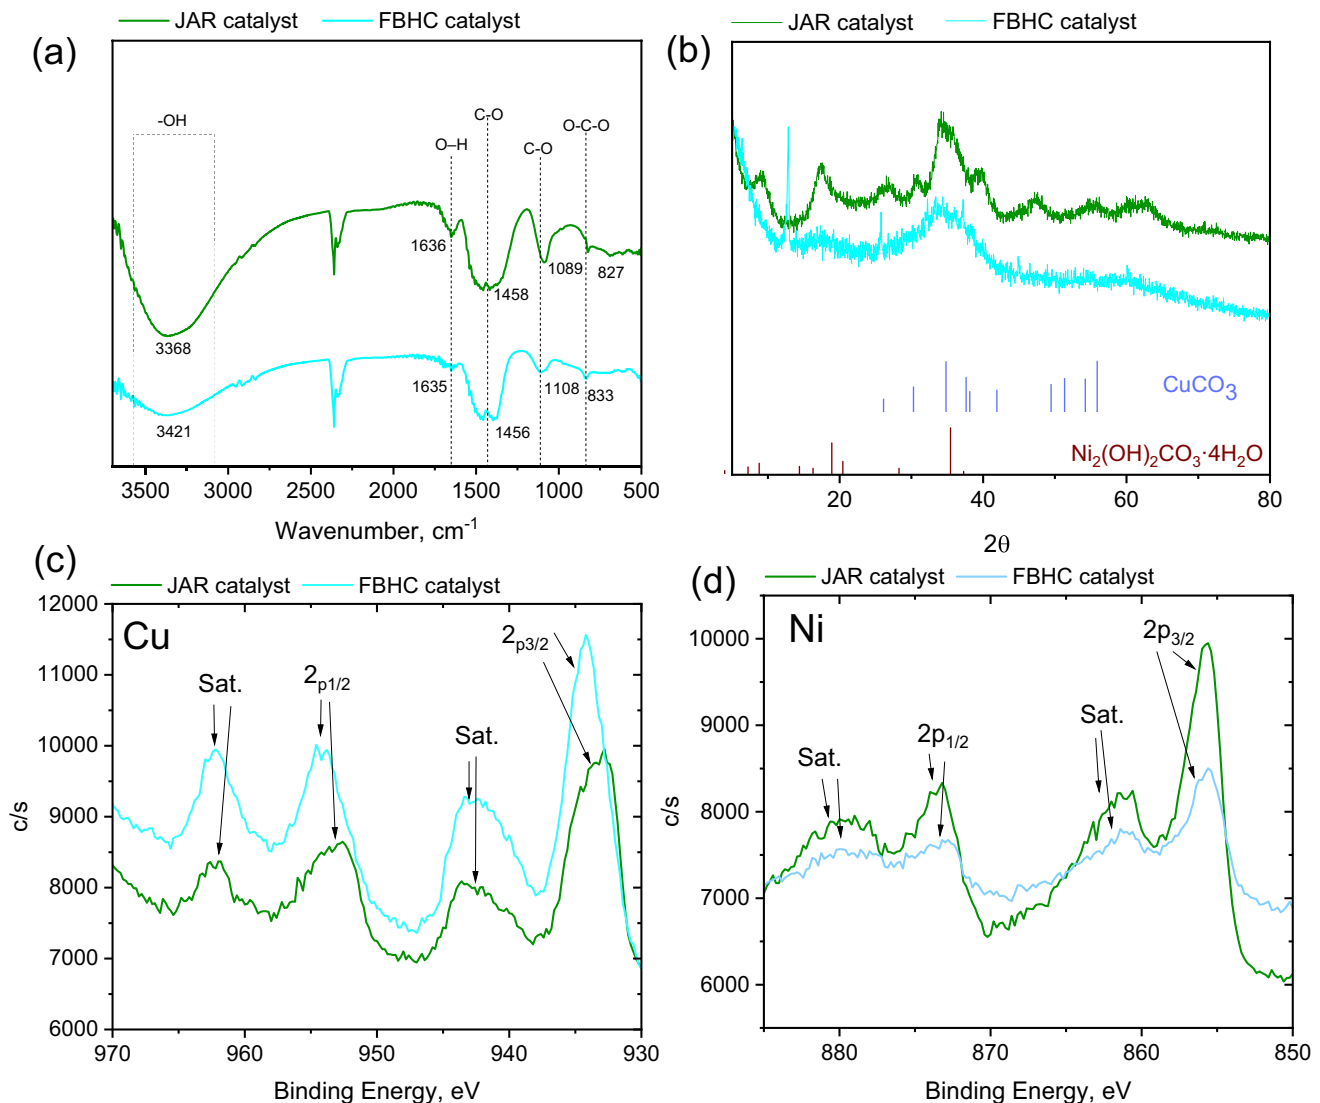 JAR catalyst FBHC catalyst
(a)
-OH
O–H
C-O
C-O
O-C-O
1636
1458
1089
827
3368
1635
1456
1108
833
3421
3500 3000 2500 2000 1500 1000 500
Wavenumber, cm-1
JAR catalyst FBHC catalyst
(b)
CuCO3
Ni2(OH)2CO3·4H2O
20 40 60 80
2θ
(c)
JAR catalyst FBHC catalyst
Cu
2p3/2
2p1/2
Sat.
Sat.
12000
11000
10000
9000
8000
7000
6000
c/s
970 960 950 940 930
Binding Energy, eV
(d)
JAR catalyst FBHC catalyst
Ni
2p3/2
Sat.
2p1/2
Sat.
10000
9000
8000
7000
6000
c/s
880 870 860 850
Binding Energy, eV